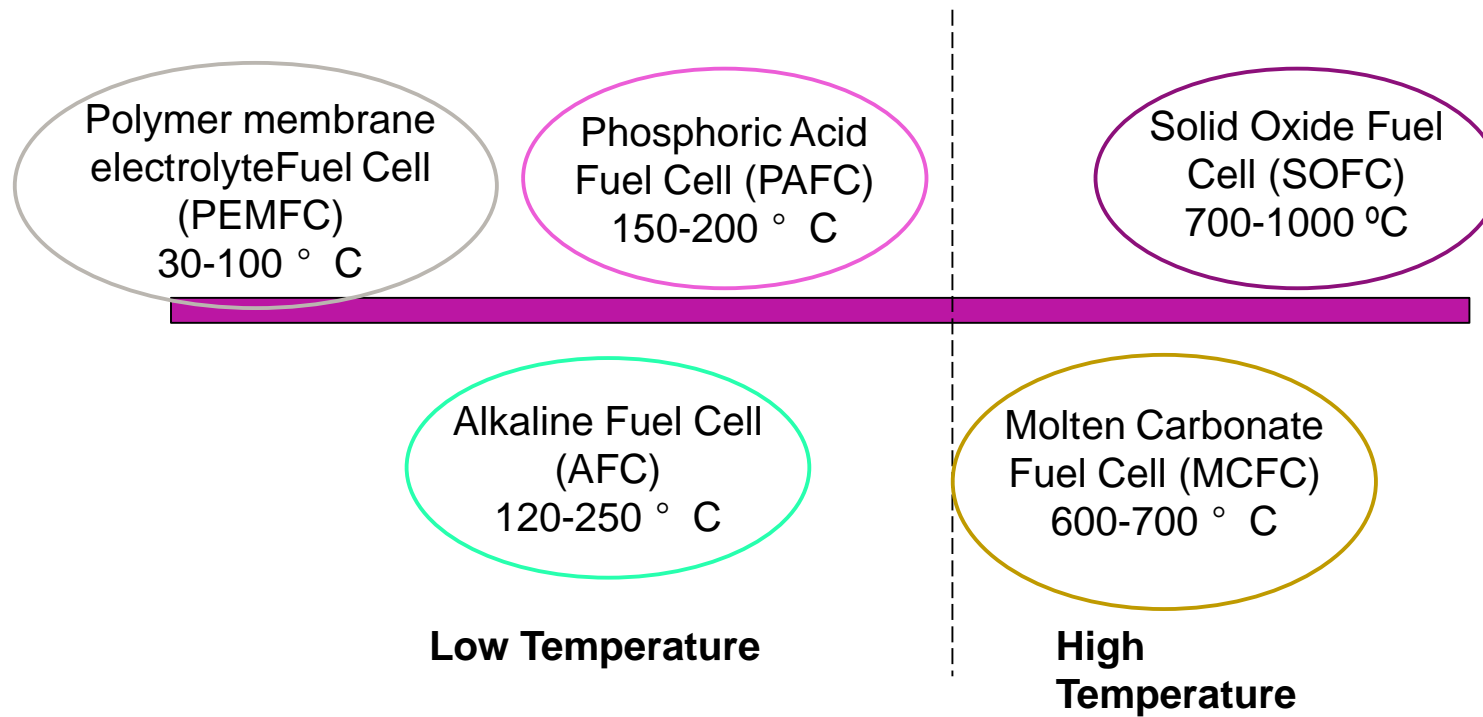 Polymer membrane
electrolyteFuel Cell
(PEMFC)
30-100 ° C
Phosphoric Acid
Fuel Cell (PAFC)
150-200 ° C
Solid Oxide Fuel
Cell (SOFC)
700-1000 ºC
Alkaline Fuel Cell
(AFC)
120-250 ° C
Molten Carbonate
Fuel Cell (MCFC)
600-700 ° C
Low Temperature
High
Temperature